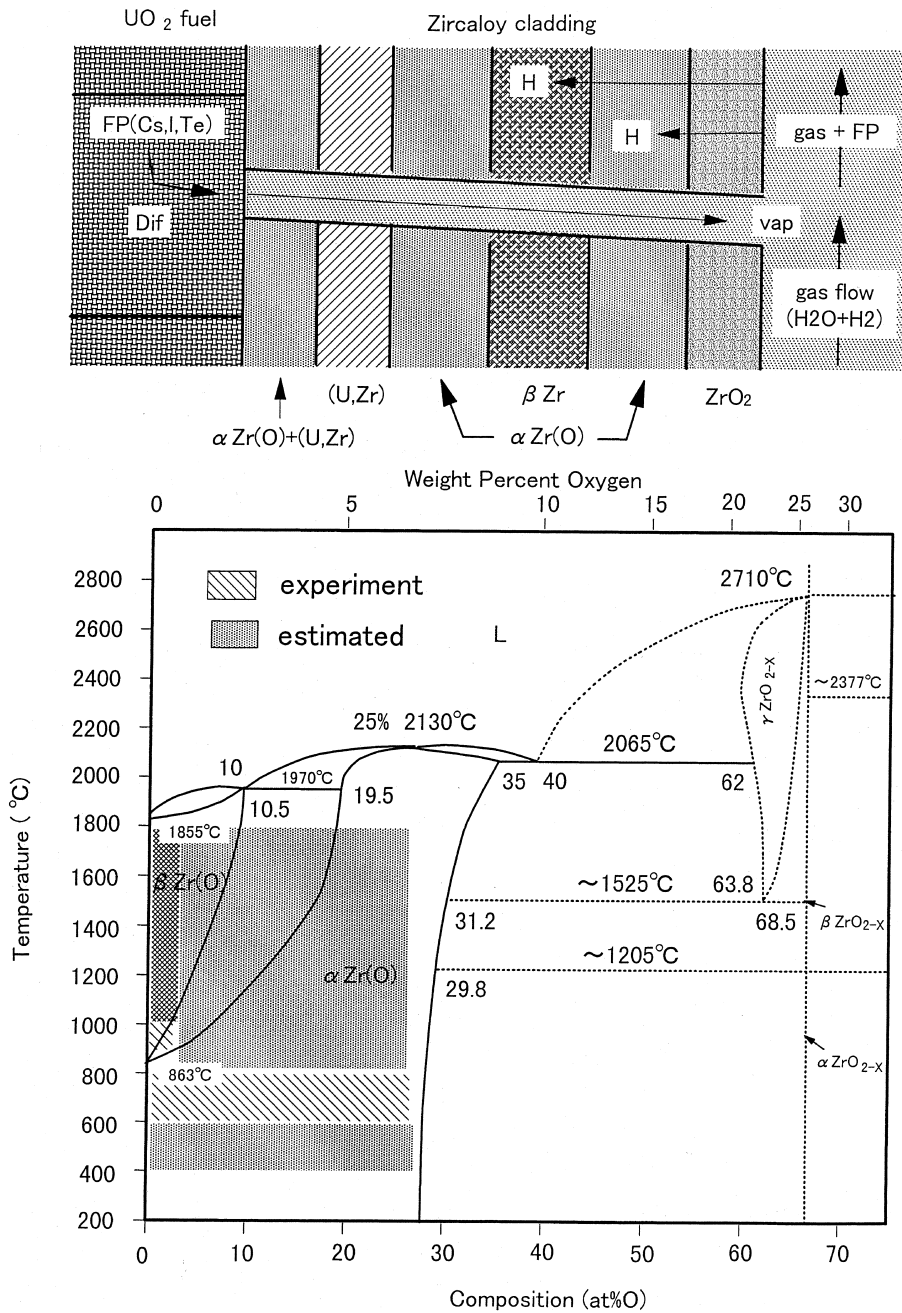 UO 2 fuel
Zircaloy cladding
H
FP(Cs,I,Te)
gas + FP
H
Dif
vap
gas flow
(H2O+H2)
(U,Zr)
β Zr
ZrO2
α Zr(O)+(U,Zr)
α Zr(O)
Weight Percent Oxygen
0 5 10 15 20 25 30
2800
2600
2400
2200
2000
1800
1600
1400
1200
1000
800
600
400
200
Temperature ( ℃)
experiment
estimated
L
2710℃
~2377℃
γ ZrO2-X
25% 2130℃
2065℃
10
1970℃
35 40
62
10.5
19.5
1855℃
β Zr(O)
~1525℃
63.8
31.2
68.5
β ZrO2-X
~1205℃
α Zr(O)
29.8
α ZrO2-X
863℃
0 10 20 30 40 50 60 70
Composition (at%O)